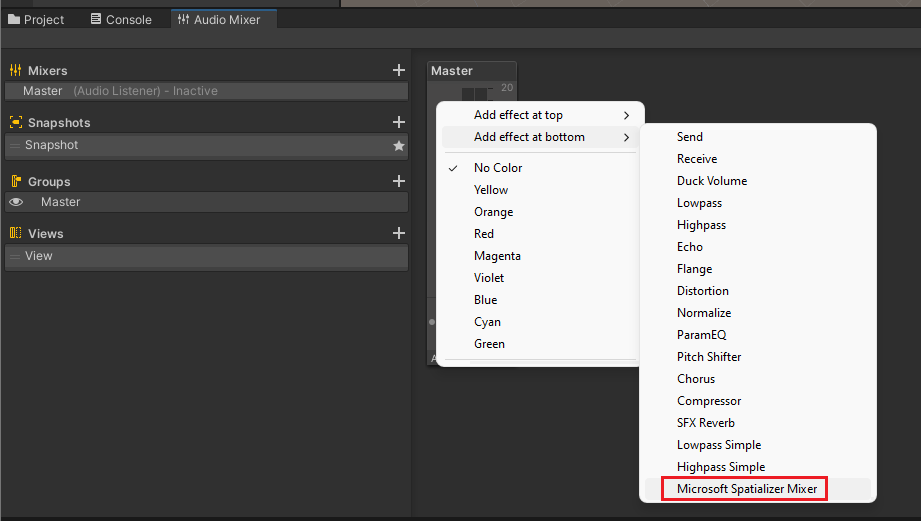 Project Console Audio Mixer
Mixers
Master (Audio Listener) - Inactive
Snapshots
Snapshot
Groups
Master
Views
View
Master
20
Add effect at top
Add effect at bottom
No Color
Yellow
Orange
Red
Magenta
Violet
Blue
Cyan
Green
Send
Receive
Duck Volume
Lowpass
Highpass
Echo
Flange
Distortion
Normalize
ParamEQ
Pitch Shifter
Chorus
Compressor
SFX Reverb
Lowpass Simple
Highpass Simple
Microsoft Spatializer Mixer